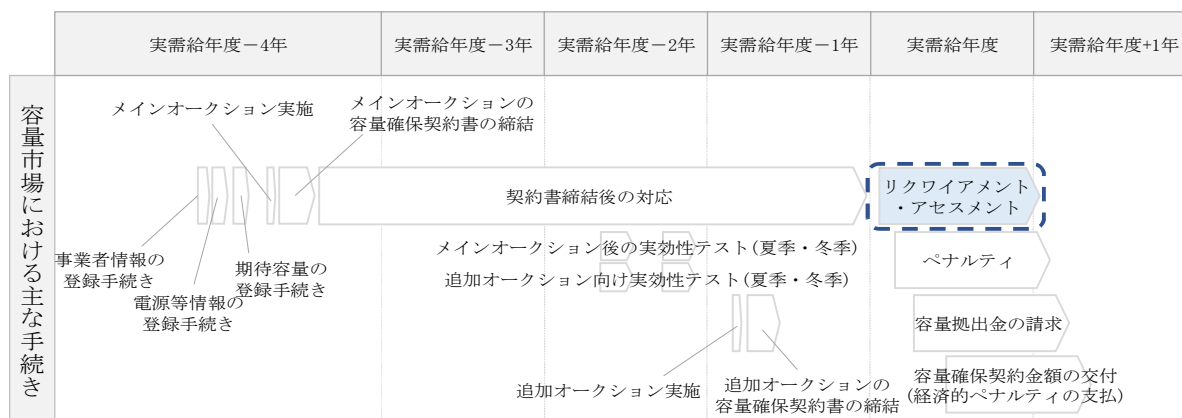 実需給年度－4年
実需給年度－3年
実需給年度－2年
実需給年度－1年
実需給年度
実需給年度+1年
容量市場における主な手続き
メインオークション実施
メインオークションの
容量確保契約書の締結
契約書締結後の対応
リクワイアメント
・アセスメント
事業者情報の
登録手続き
電源等情報の
登録手続き
期待容量の
登録手続き
メインオークション後の実効性テスト(夏季・冬季)
追加オークション向け実効性テスト(夏季・冬季)
ペナルティ
容量拠出金の請求
追加オークション実施
追加オークションの
容量確保契約書の締結
容量確保契約金額の交付
(経済的ペナルティの支払)